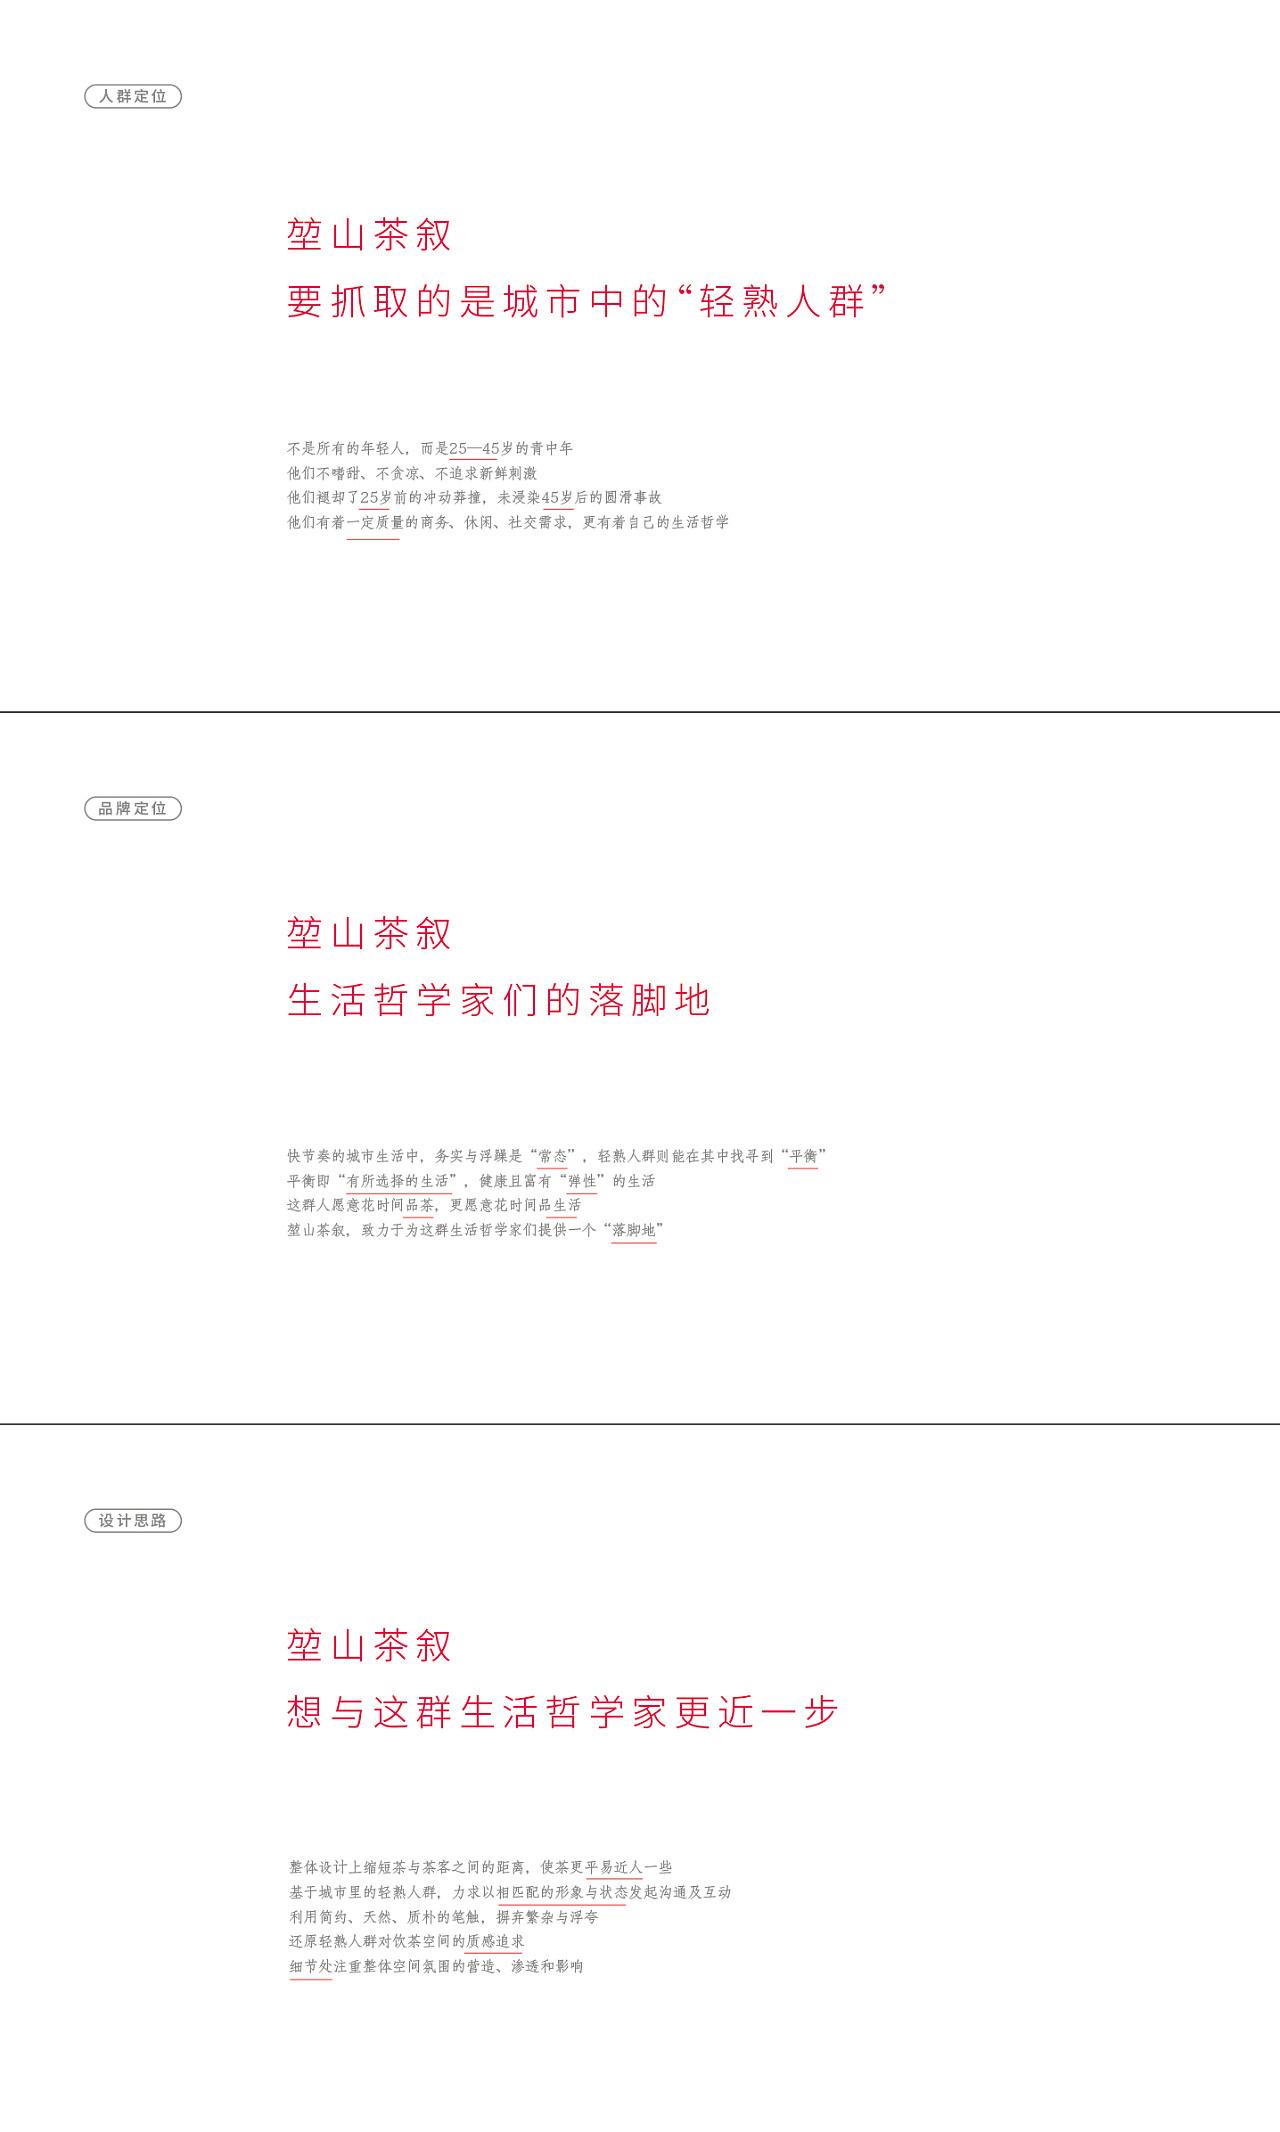 人群定位
堃山茶叙
要抓取的是城市中的“轻熟人群”
不是所有的年轻人，而是25—45岁的青中年
他们不嗜甜、不贪凉、不追求新鲜刺激
他们褪却了25岁前的冲动莽撞，未浸染45岁后的圆滑事故
他们有着一定质量的商务、休闲、社交需求，更有着自己的生活哲学
品牌定位
堃山茶叙
生活哲学家们的落脚地
快节奏的城市生活中，务实与浮躁是“常态”，轻熟人群则能在其中找寻到“平衡”
平衡即“有所选择的生活”，健康且富有“弹性”的生活
这群人愿意花时间品茶，更愿意花时间品生活
堃山茶叙，致力于为这群生活哲学家们提供一个“落脚地”
设计思路
堃山茶叙
想与这群生活哲学家更近一步
整体设计上缩短茶与茶客之间的距离，使茶更平易近人一些
基于城市里的轻熟人群，力求以相匹配的形象与状态发起沟通及互动
利用简约、天然、质朴的笔触，摒弃繁杂与浮夸
还原轻熟人群对饮茶空间的质感追求
细节处注重整体空间氛围的营造、渗透和影响